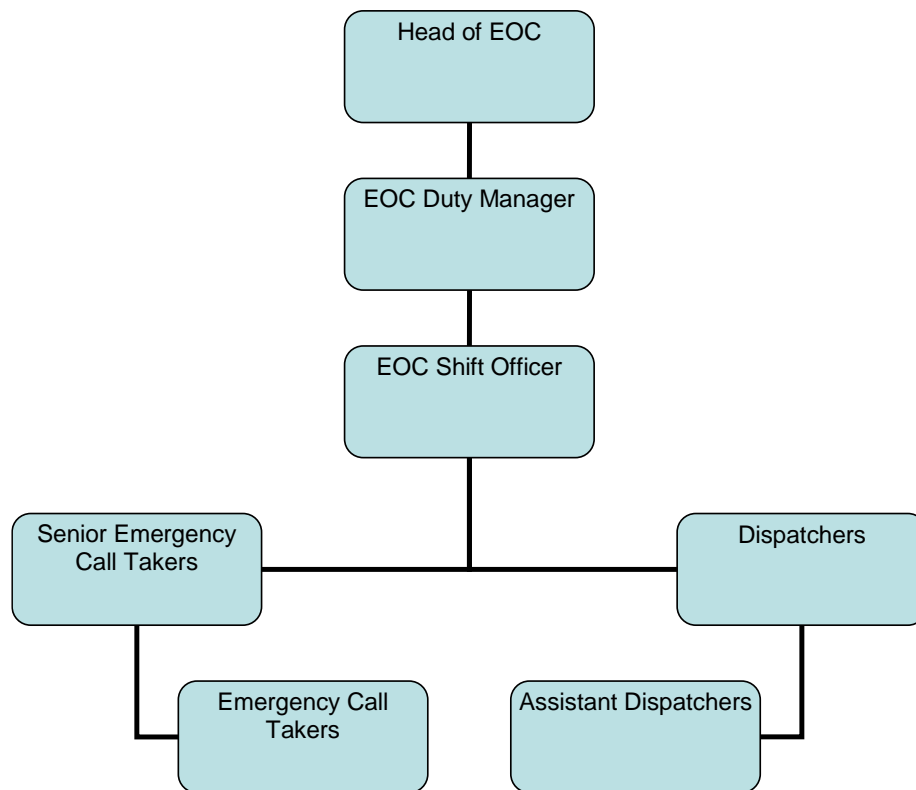 Head of EOC
EOC Duty Manager
EOC Shift Officer
Senior Emergency
Call Takers
Dispatchers
Emergency Call
Takers
Assistant Dispatchers